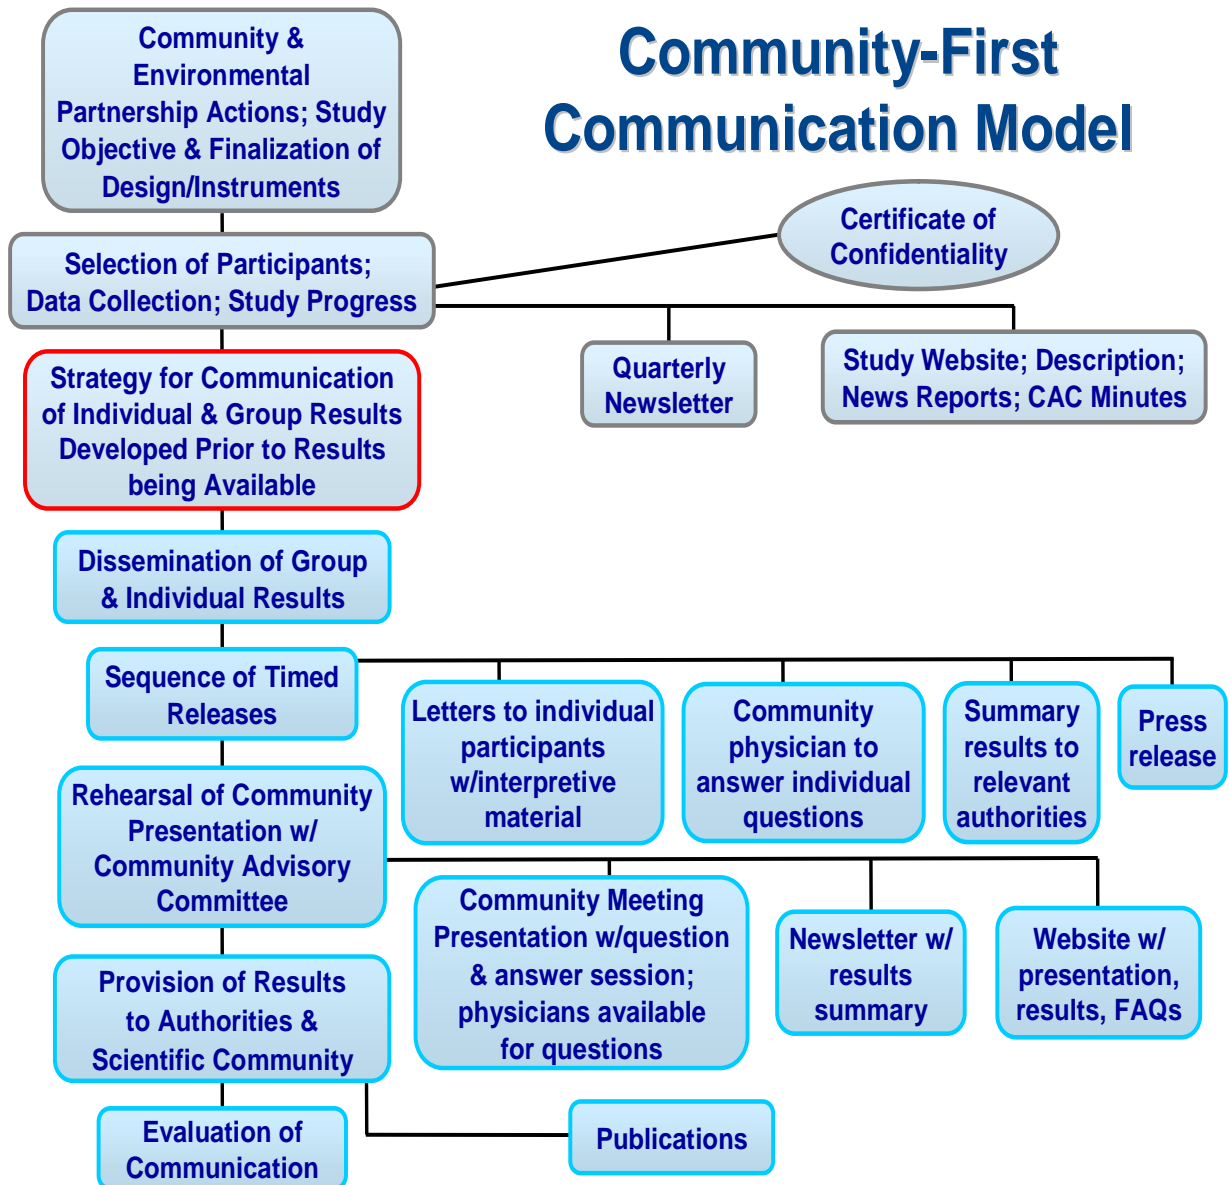 Community-First
Communication Model
Community &
Environmental
Partnership Actions; Study
Objective & Finalization of
Design/Instruments
Certificate of
Confidentiality
Selection of Participants;
Data Collection; Study Progress
Quarterly
Newsletter
Study Website; Description;
News Reports; CAC Minutes
Strategy for Communication
of Individual & Group Results
Developed Prior to Results
being Available
Dissemination of Group
& Individual Results
Sequence of Timed
Releases
Letters to individual
participants
w/interpretive
material
Community
physician to
answer individual
questions
Summary
results to
relevant
authorities
Press
release
Rehearsal of Community
Presentation w/
Community Advisory
Committee
Community Meeting
Presentation w/question
& answer session;
physicians available
for questions
Newsletter w/
results
summary
Website w/
presentation,
results, FAQs
Provision of Results
to Authorities &
Scientific Community
Evaluation of
Communication
Publications